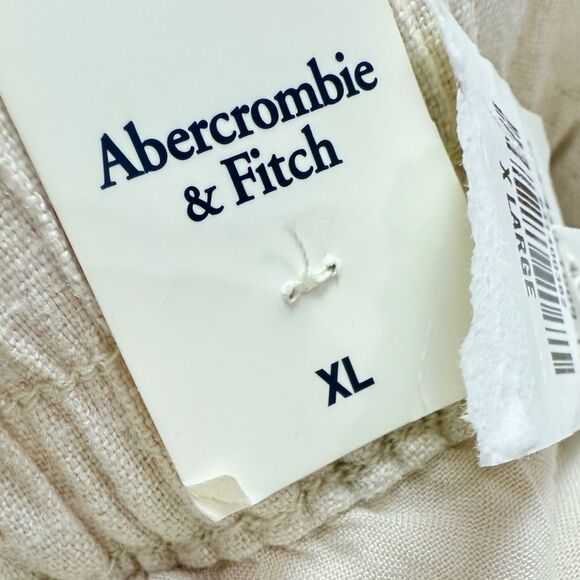 Abercrombie
& Fitch
XL
X LARGE